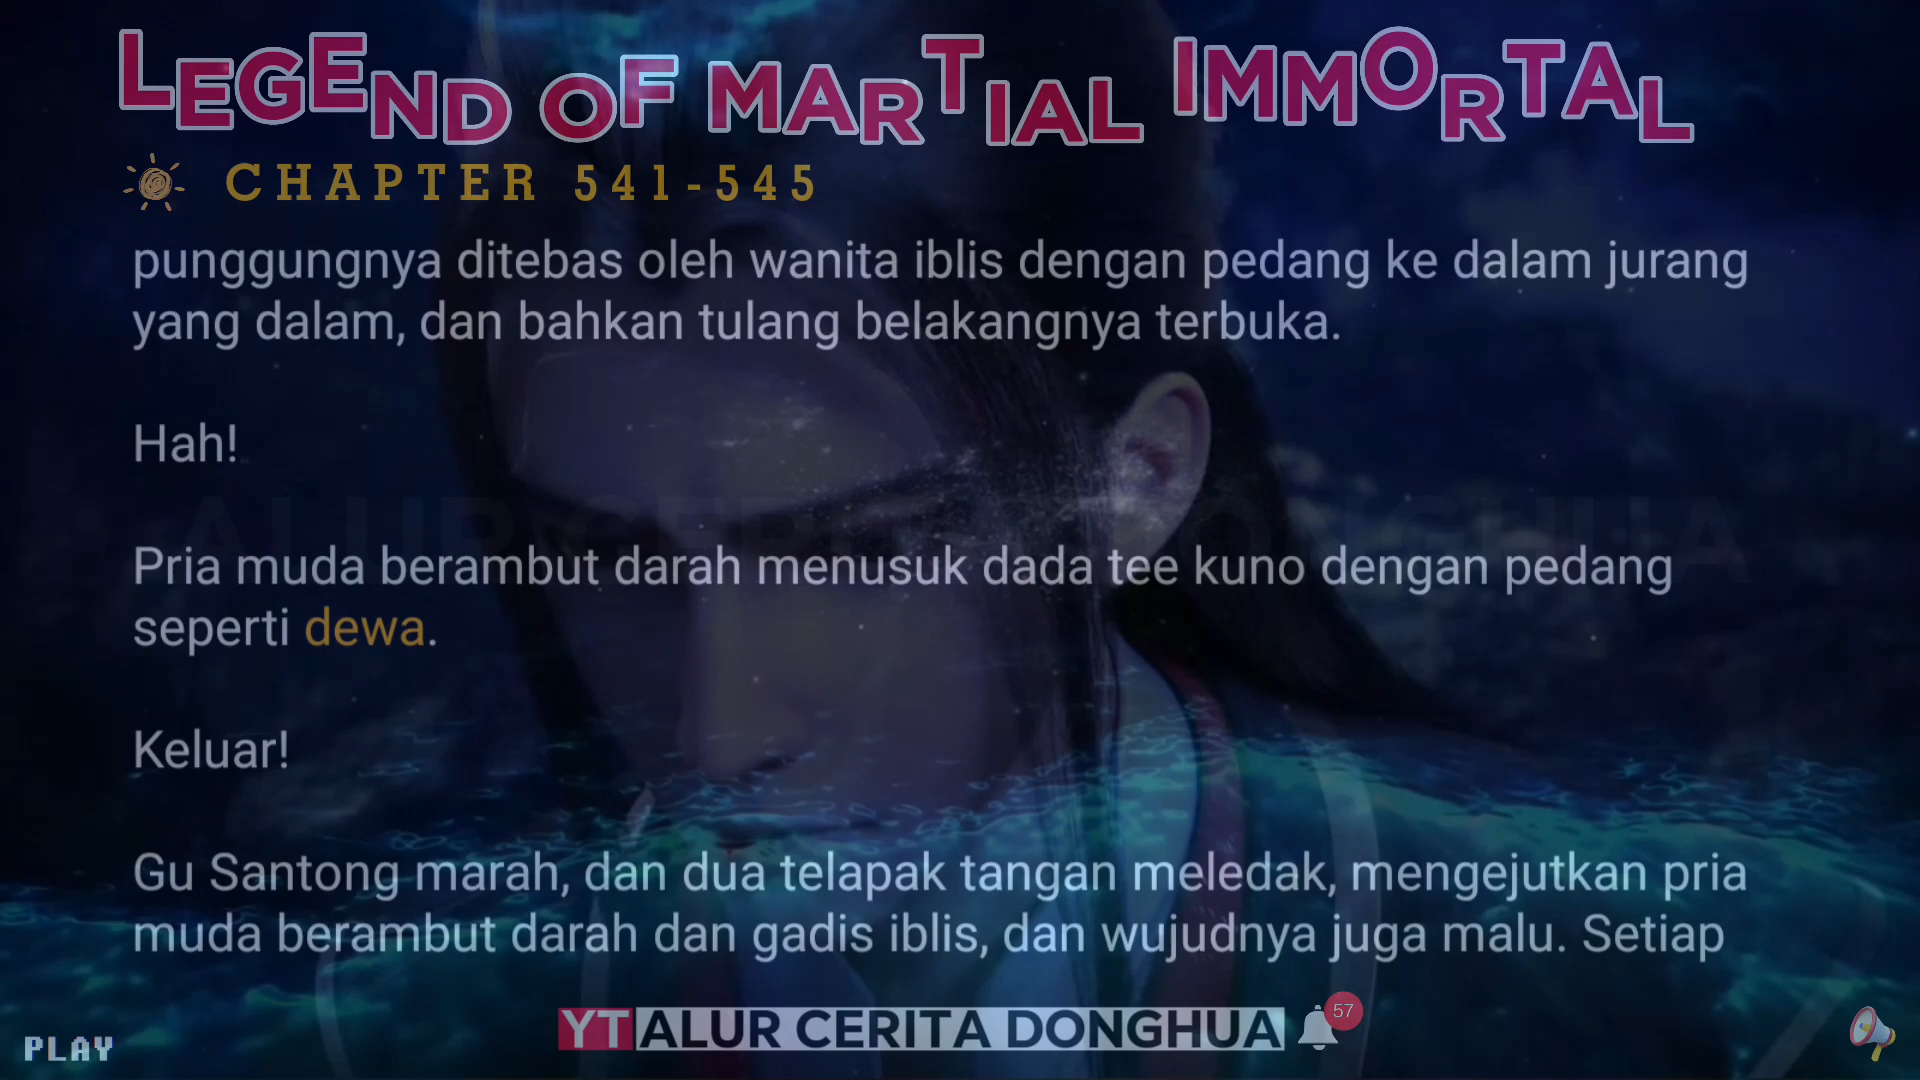 LEGEND OF MARTIAL IMMORTAL
CHAPTER 541-545
punggungnya ditebas oleh wanita iblis dengan pedang ke dalam jurang
yang dalam, dan bahkan tulang belakangnya terbuka.
Hah!
ALUR CERITA DONGHUA
Pria muda berambut darah menusuk dada tee kuno dengan pedang
seperti dewa.
Keluar!
Gu Santong marah, dan dua telapak tangan meledak, mengejutkan pria
muda berambut darah dan gadis iblis, dan wujudnya juga malu. Setiap
YT ALUR CERITA DONGHUA 57
PLAY